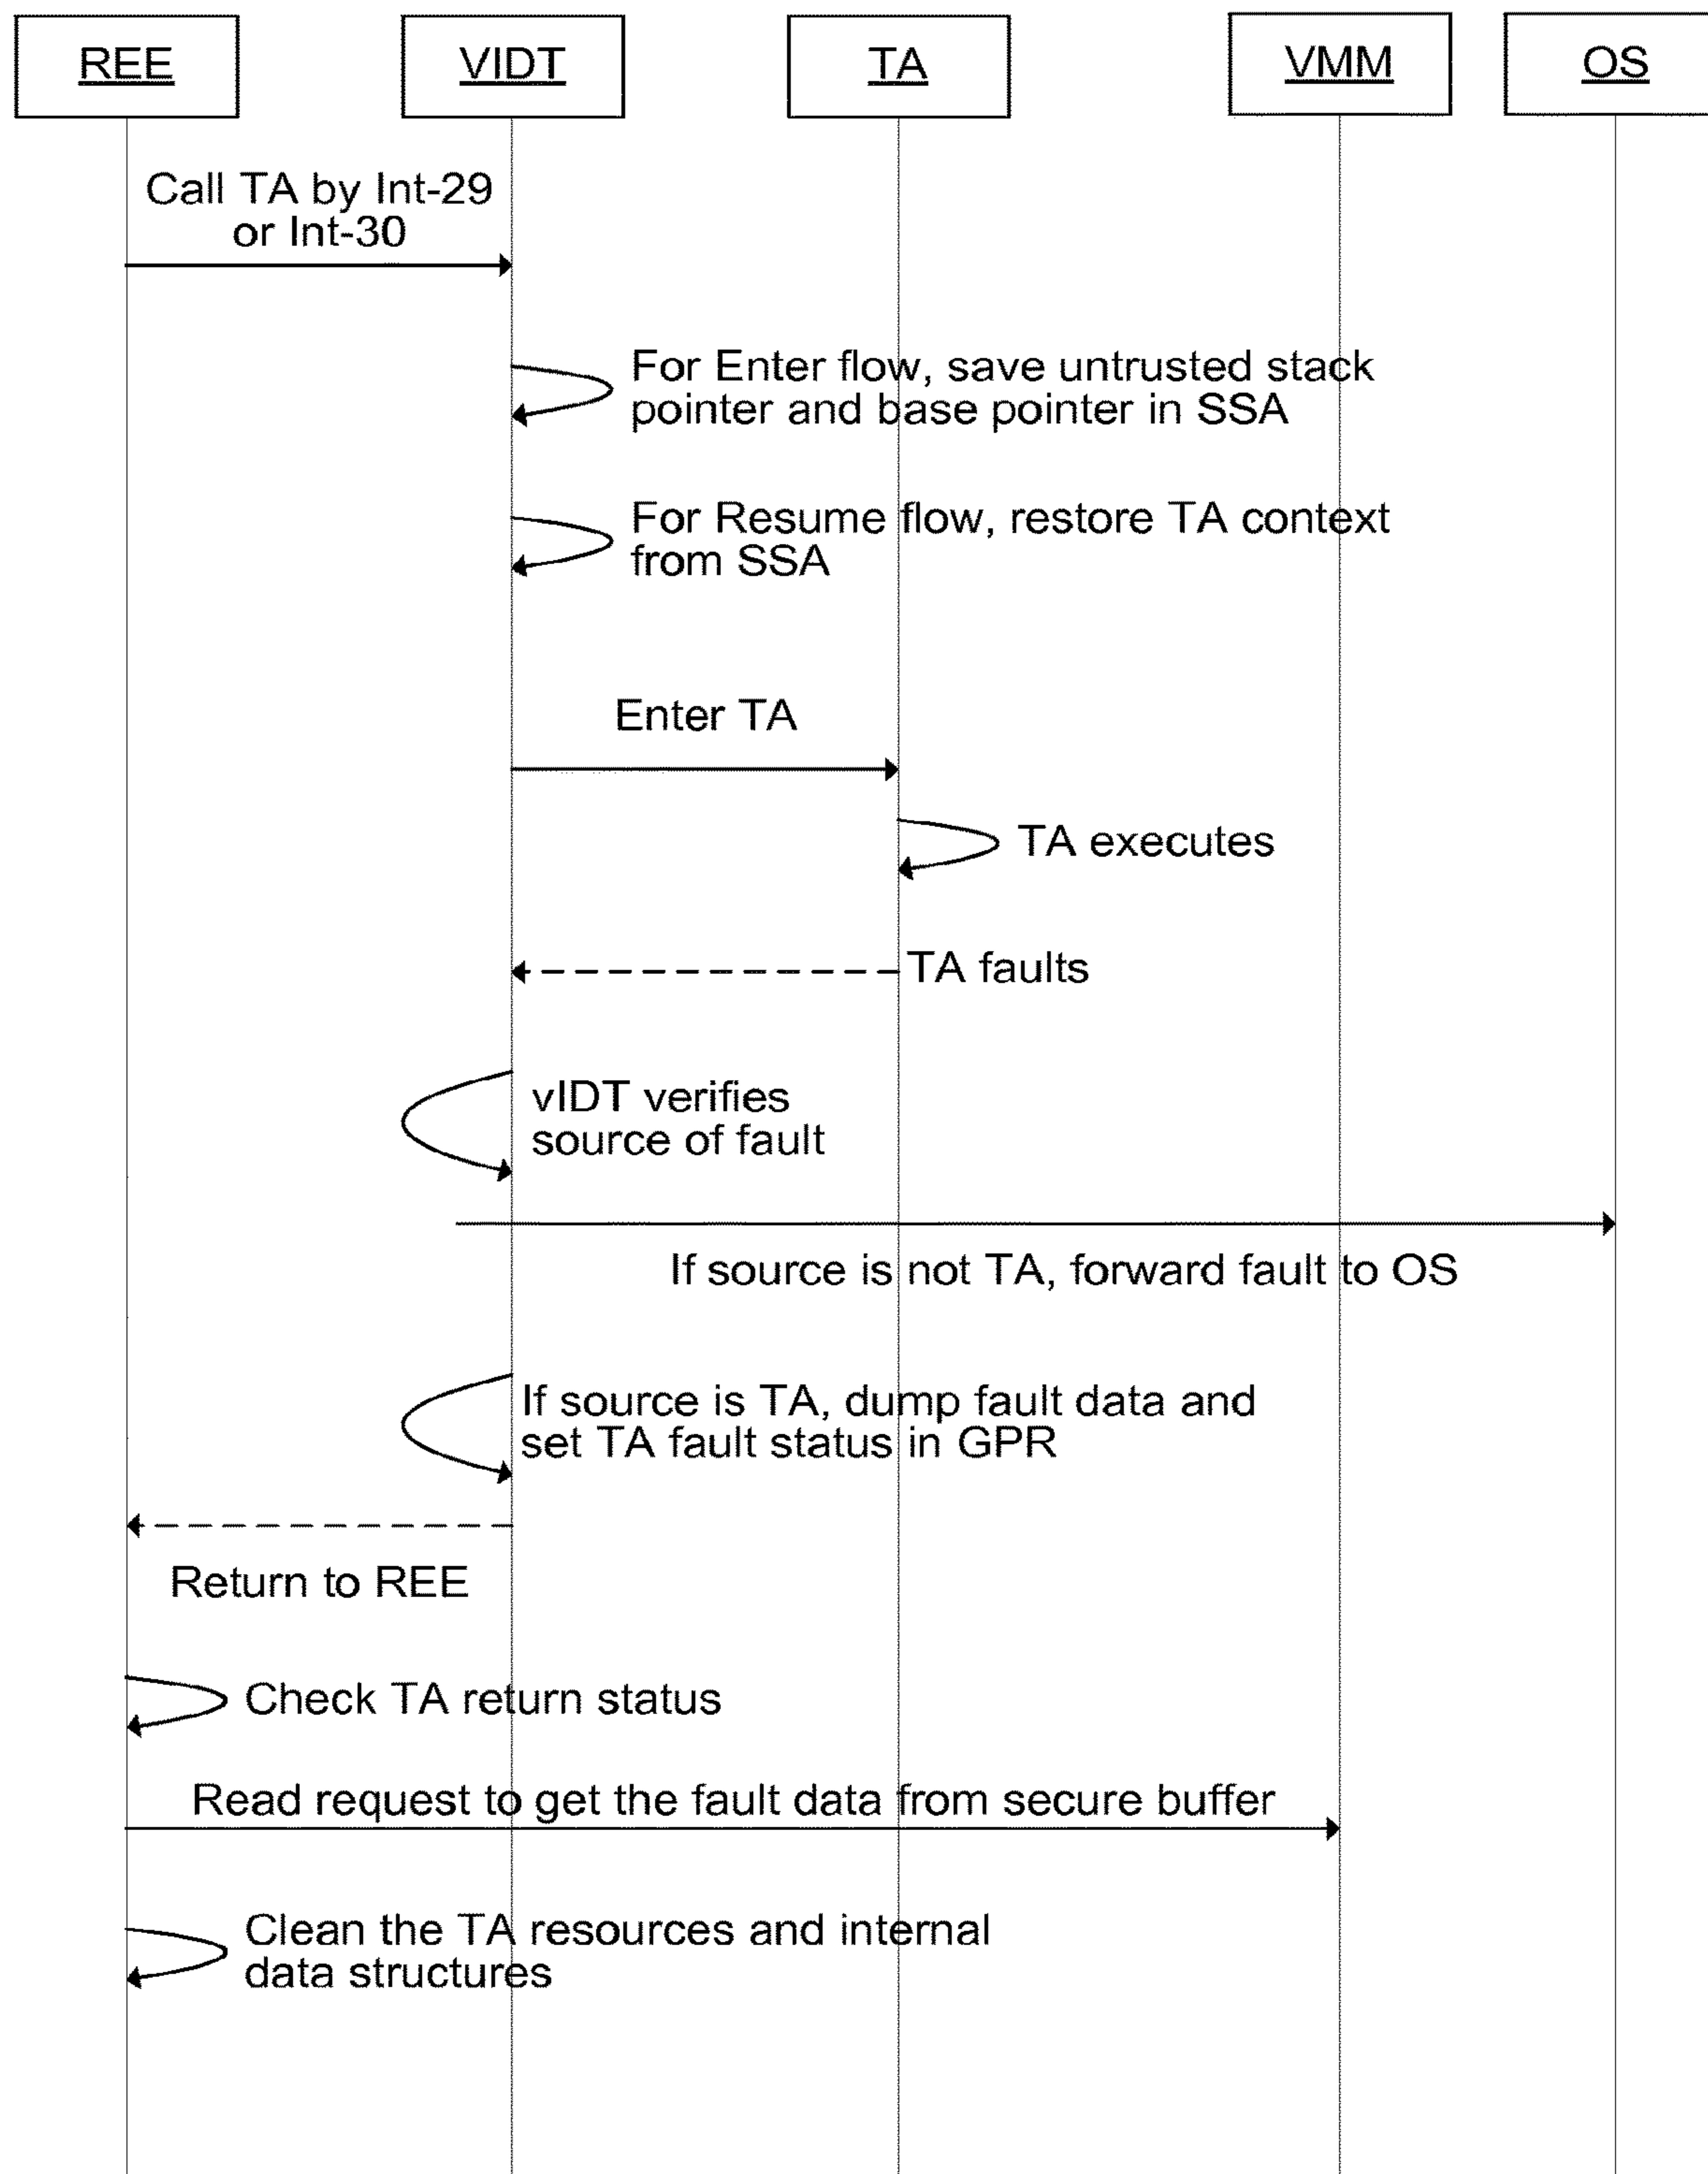 REE
VIDT
TA
VMM
OS
Call TA by Int-29
or Int-30
For Enter flow, save untrusted stack
pointer and base pointer in SSA
For Resume flow, restore TA context
from SSA
Enter TA
TA executes
TA faults
vIDT verifies
source of fault
If source is not TA, forward fault to OS
If source is TA, dump fault data and
set TA fault status in GPR
Return to REE
Check TA return status
Read request to get the fault data from secure buffer
Clean the TA resources and internal
data structures